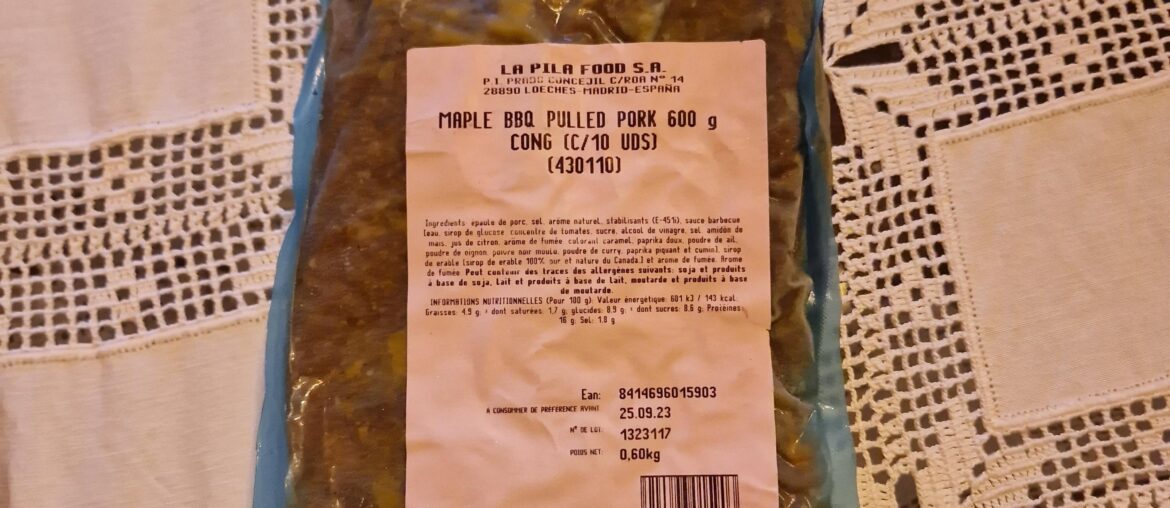 LA PILA FOOD S.A.
P.I. PRADO CONCEJIL C/ROA Nº 14
28890 LOECHES-MADRID-ESPAÑA
MAPLE BBQ PULLED PORK 600 g
CONG (C/10 UDS)
(430110)
Ingredients: épaule de porc, sel, arôme naturel, stabilisants (E-451i), sauce barbecue
(eau, sirop de glucose concentré de tomates, sucre, alcool de vinaigre, sel, amidon de
maïs, jus de citron, arôme de fumée, colorant caramel, paprika doux, poudre de ail,
poudre de oignon, poivre noir moulu, poudre de curry, paprika piquant et cumin), sirop
de erable (sirop de erable 100% pur et nature du Canada.) et arome de fumée. Arome
de fumée. Peut contenir des traces des allergènes suivants: soja et produits
à base de soja, lait et produits à base de lait, moutarde et produits à base
de moutarde.
INFORMATIONS NUTRITIONNELLES (Pour 100 g): Valeur énergétique: 601 kJ / 143 kcal;
Graisses: 4.9 g; dont saturées: 1.7 g; glucides: 8.9 g; dont sucres: 8.6 g; Protéines:
16 g; Sel: 1.8 g
Ean: 8414696015903
A CONSOMMER DE PREFERENCE AVANT: 25.09.23
Nº DE LOT: 1323117
POIDS NET: 0,60kg